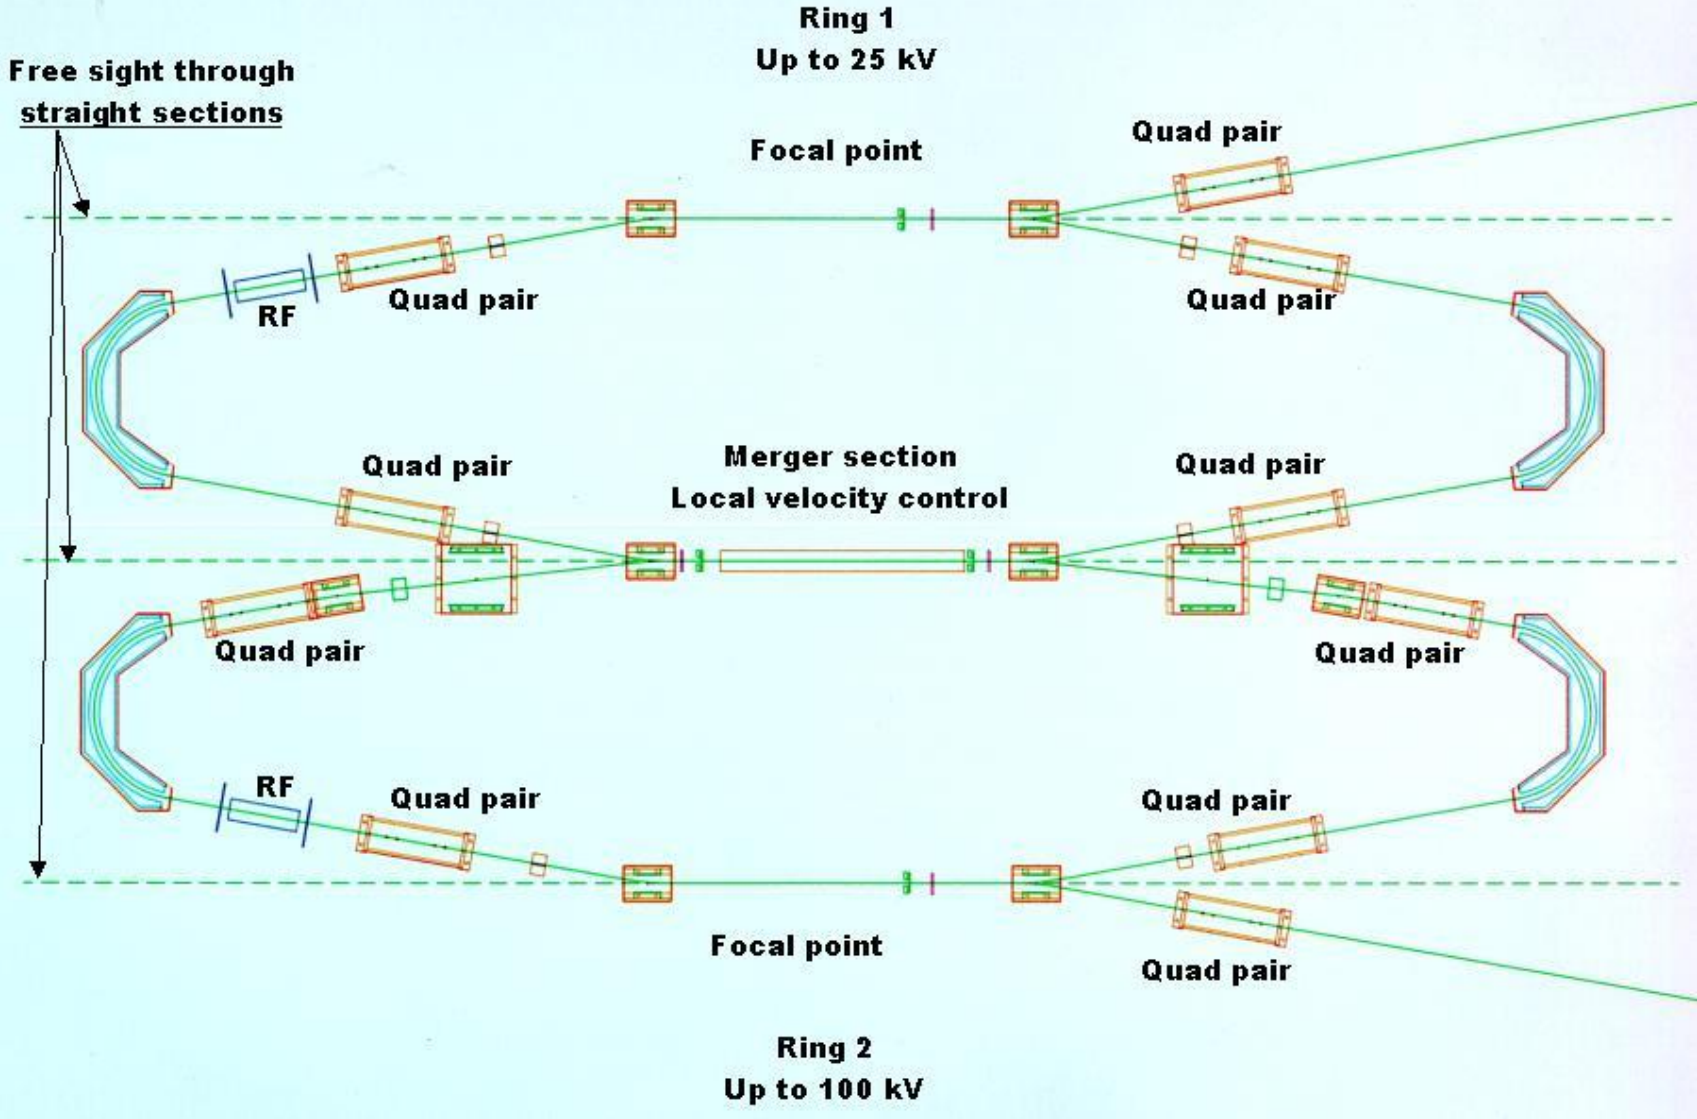 Ring 1
Up to 25 kV
Free sight through
straight sections
Quad pair
Focal point
Quad pair
Quad pair
RF
Quad pair
Merger section
Quad pair
Local velocity control
Quad pair
Quad pair
RF
Quad pair
Quad pair
Focal point
Quad pair
Ring 2
Up to 100 kV